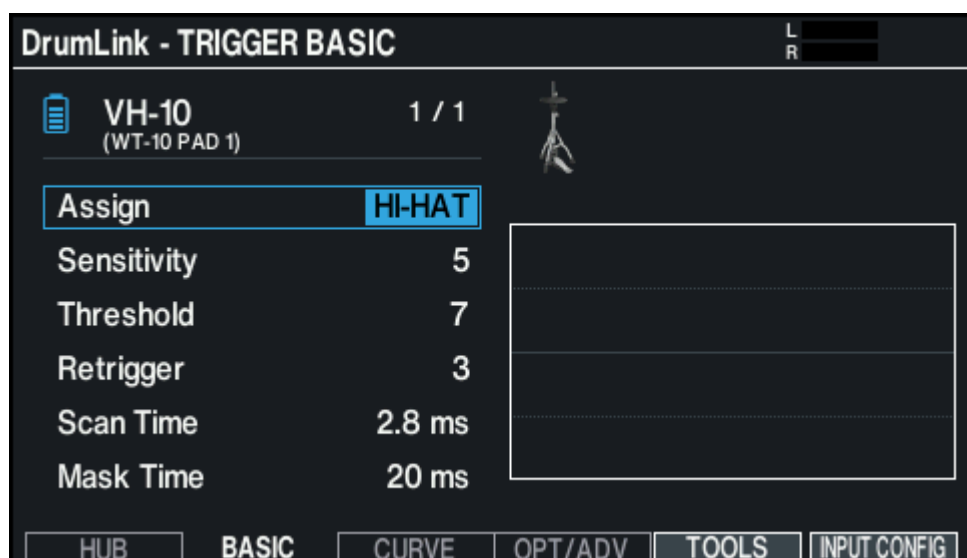 DrumLink - TRIGGER BASIC
L
R
VH-10 1 / 1
(WT-10 PAD 1)
Assign HI-HAT
Sensitivity 5
Threshold 7
Retrigger 3
Scan Time 2.8 ms
Mask Time 20 ms
HUB BASIC CURVE OPT/ADV TOOLS INPUT CONFIG